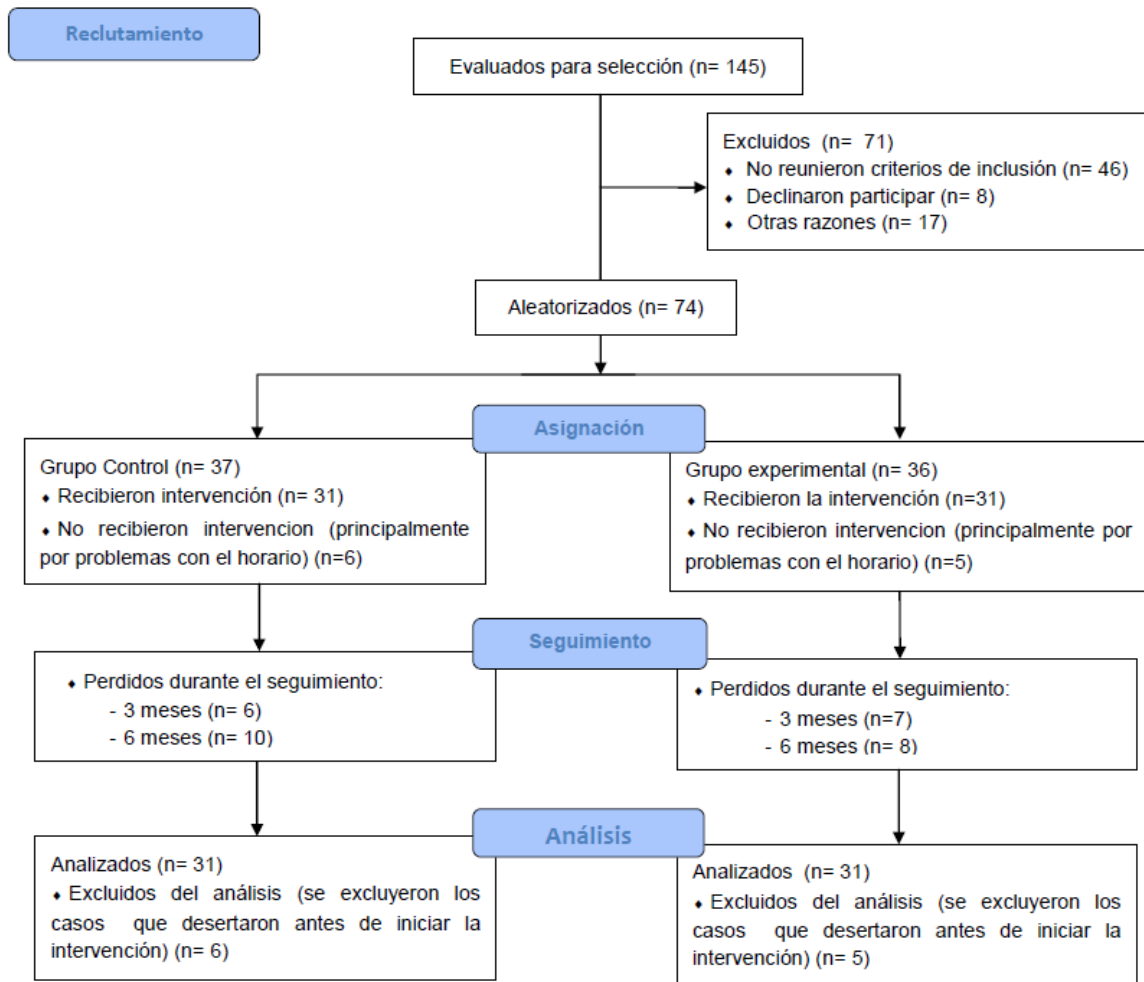 Reclutamiento
Evaluados para selección (n= 145)
Excluidos (n= 71)
⬧ No reunieron criterios de inclusión (n= 46)
⬧ Declinaron participar (n= 8)
⬧ Otras razones (n= 17)
Aleatorizados (n= 74)
Asignación
Grupo Control (n= 37)
⬧ Recibieron intervención (n= 31)
⬧ No recibieron intervencion (principalmente
por problemas con el horario) (n=6)
Grupo experimental (n= 36)
⬧ Recibieron la intervención (n=31)
⬧ No recibieron intervencion (principalmente por
problemas con el horario) (n=5)
Seguimiento
⬧ Perdidos durante el seguimiento:
- 3 meses (n= 6)
- 6 meses (n= 10)
⬧ Perdidos durante el seguimiento:
- 3 meses (n=7)
- 6 meses (n= 8)
Análisis
Analizados (n= 31)
⬧ Excluidos del análisis (se excluyeron los
casos que desertaron antes de iniciar la
intervención) (n= 6)
Analizados (n= 31)
⬧ Excluidos del análisis (se excluyeron los
casos que desertaron antes de iniciar la
intervención) (n= 5)